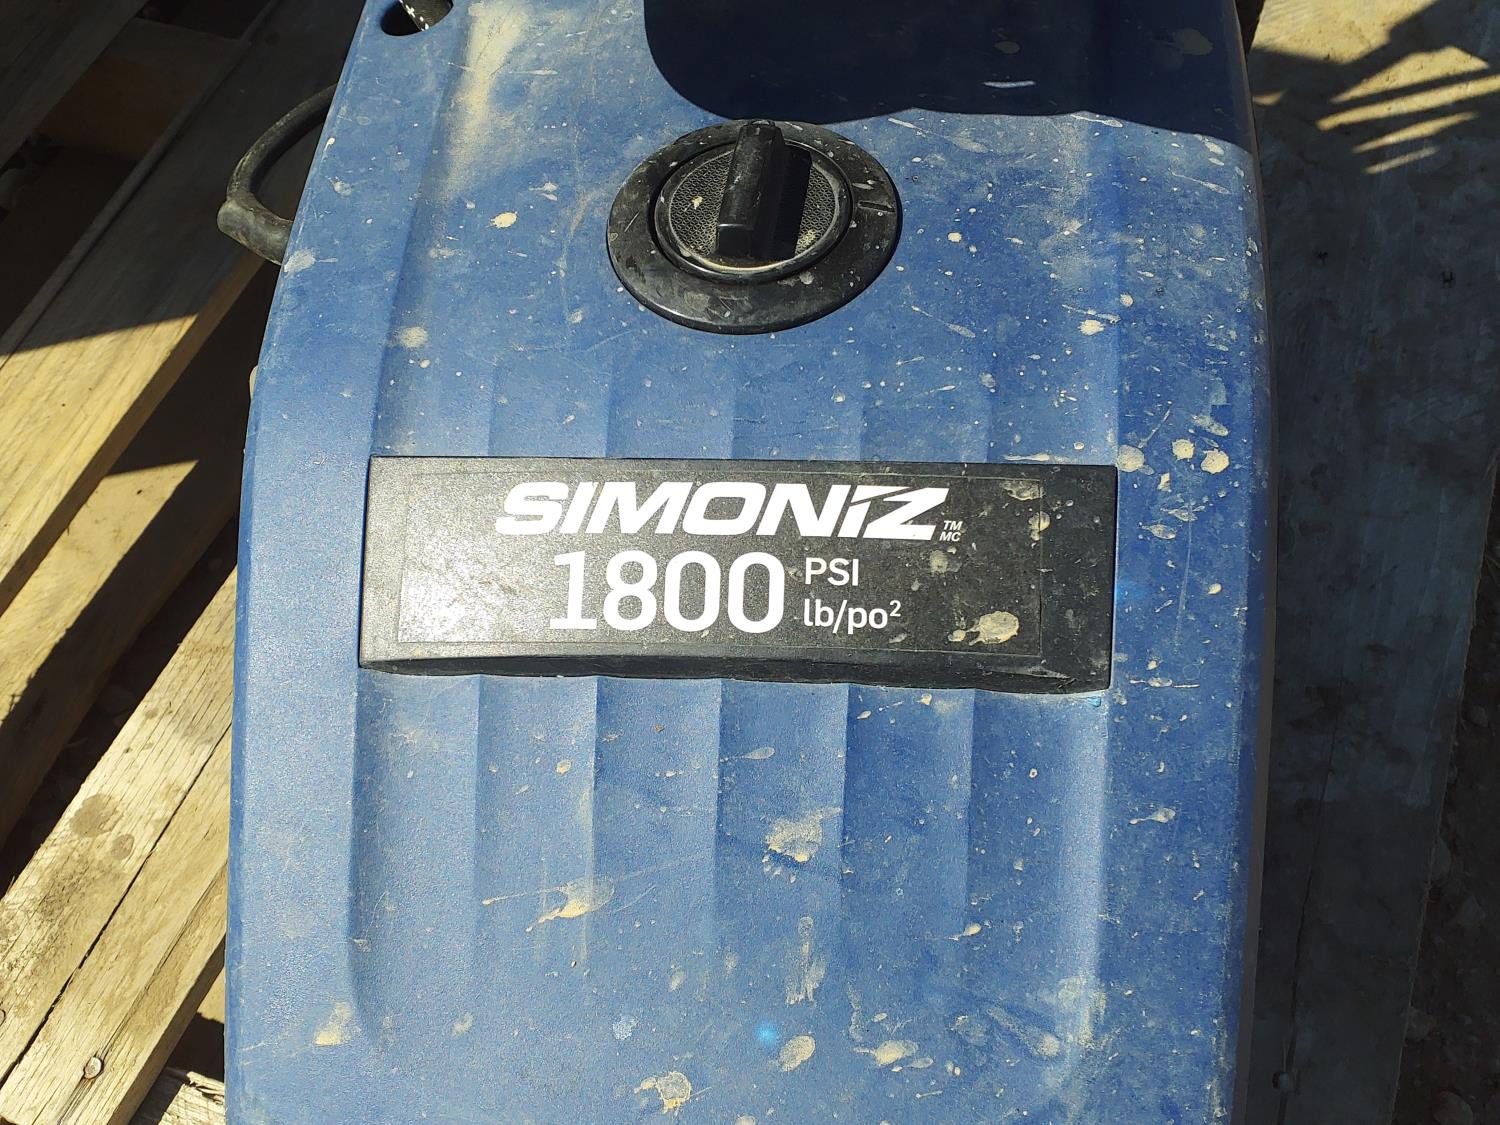 SIMONIZ TM MC
1800 PSI
lb/po²